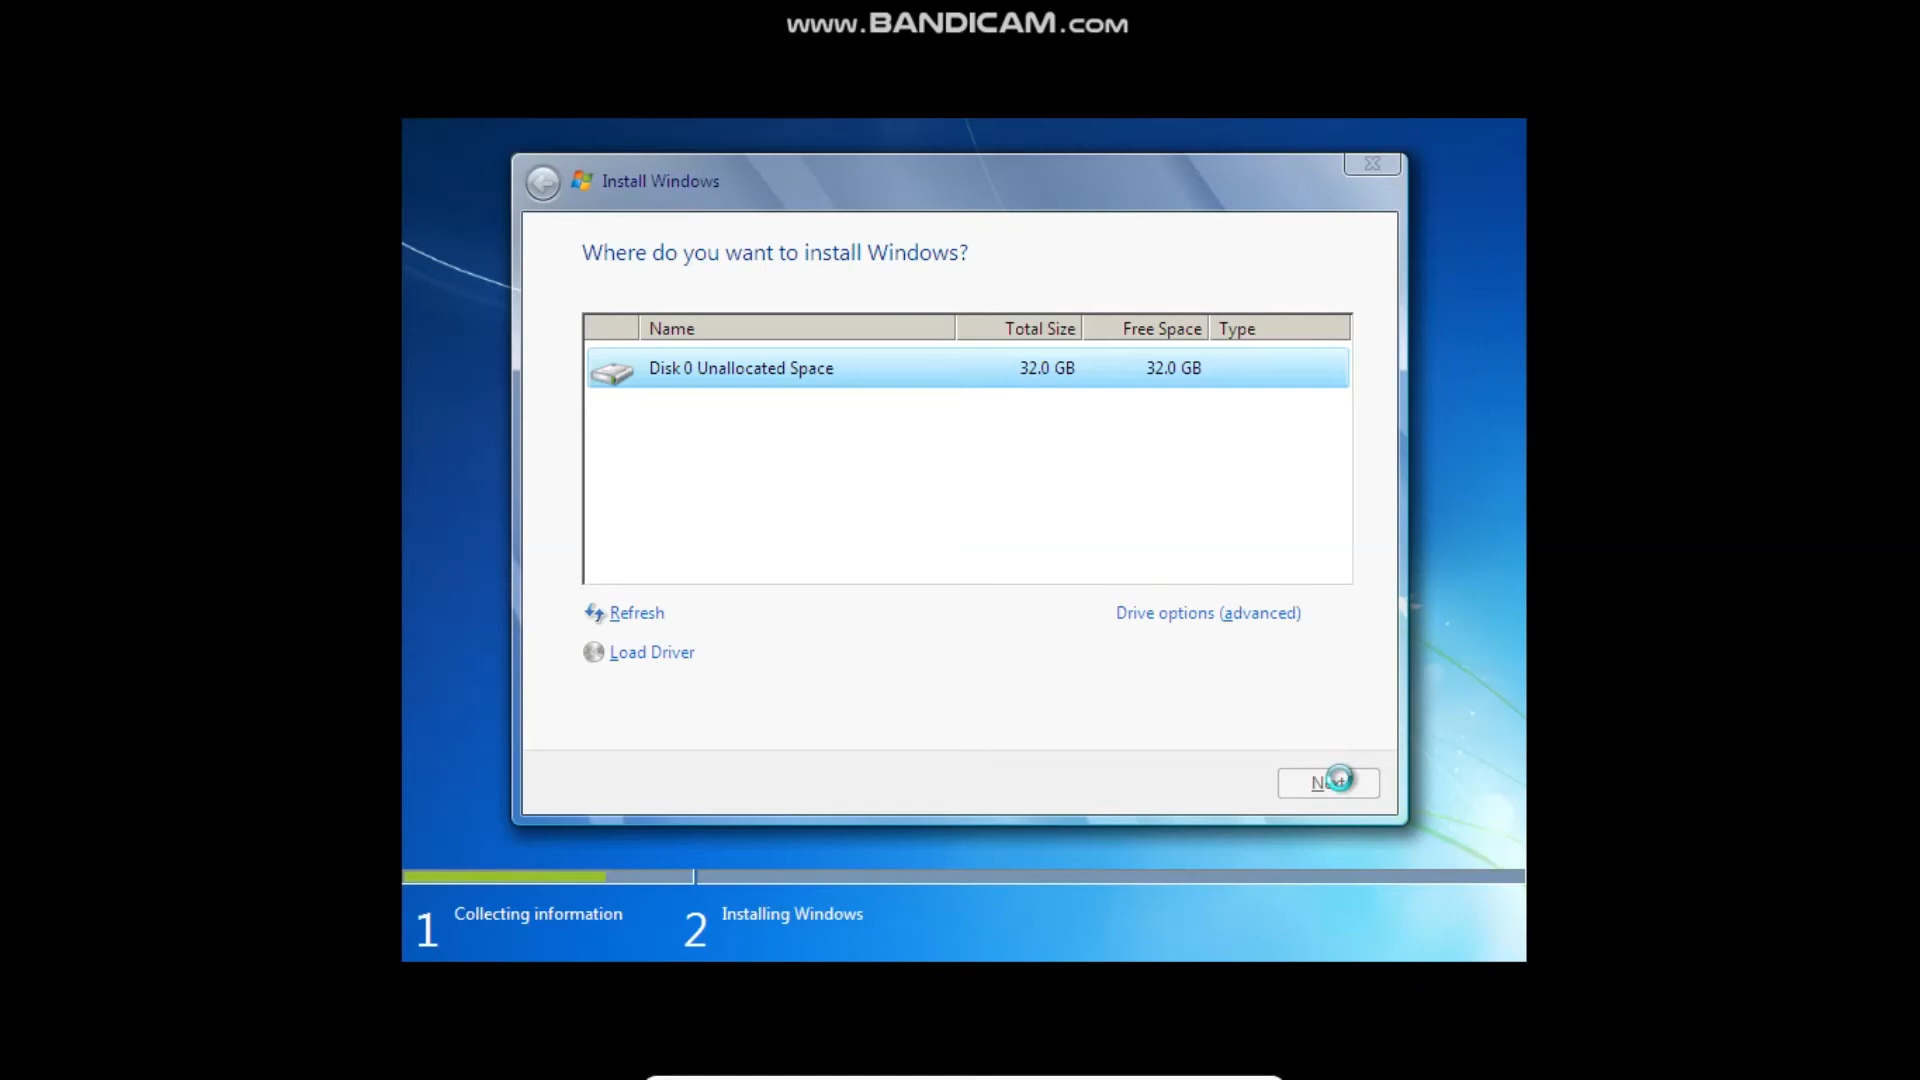 www.BANDICAM.com
Install Windows
Where do you want to install Windows?
Name Total Size Free Space Type
Disk 0 Unallocated Space 32.0 GB 32.0 GB
Refresh Drive options (advanced)
Load Driver
Next
1 Collecting information 2 Installing Windows